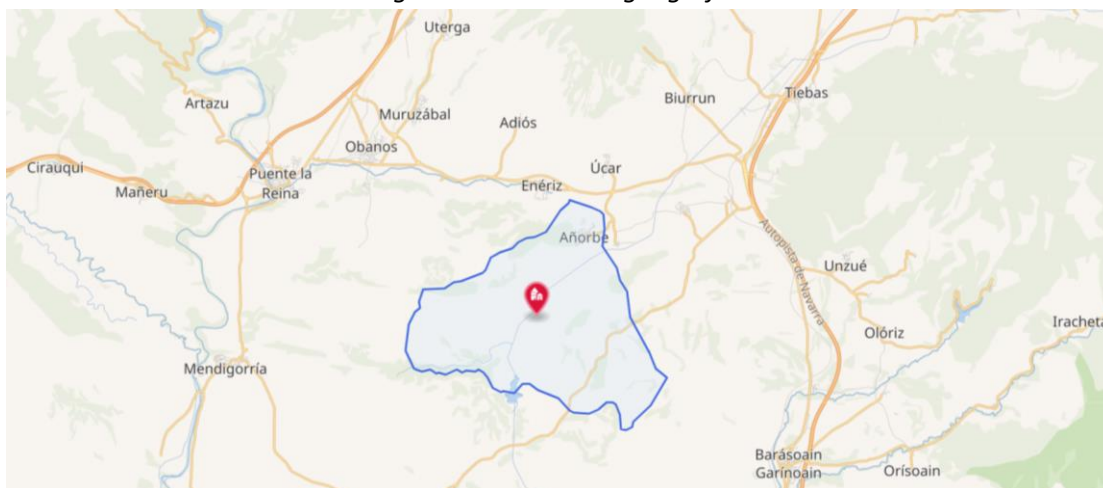 Uterga
Artazu
Biurrun
Tiebas
Muruzábal
Adiós
Obanos
Cirauqui
Úcar
Puente la
Reina
Mañeru
Enériz
Añorbe
Autopista de Navarra
Unzué
Iracheta
Olóriz
Mendigorría
Barásoain
Garínoain
Orísoain